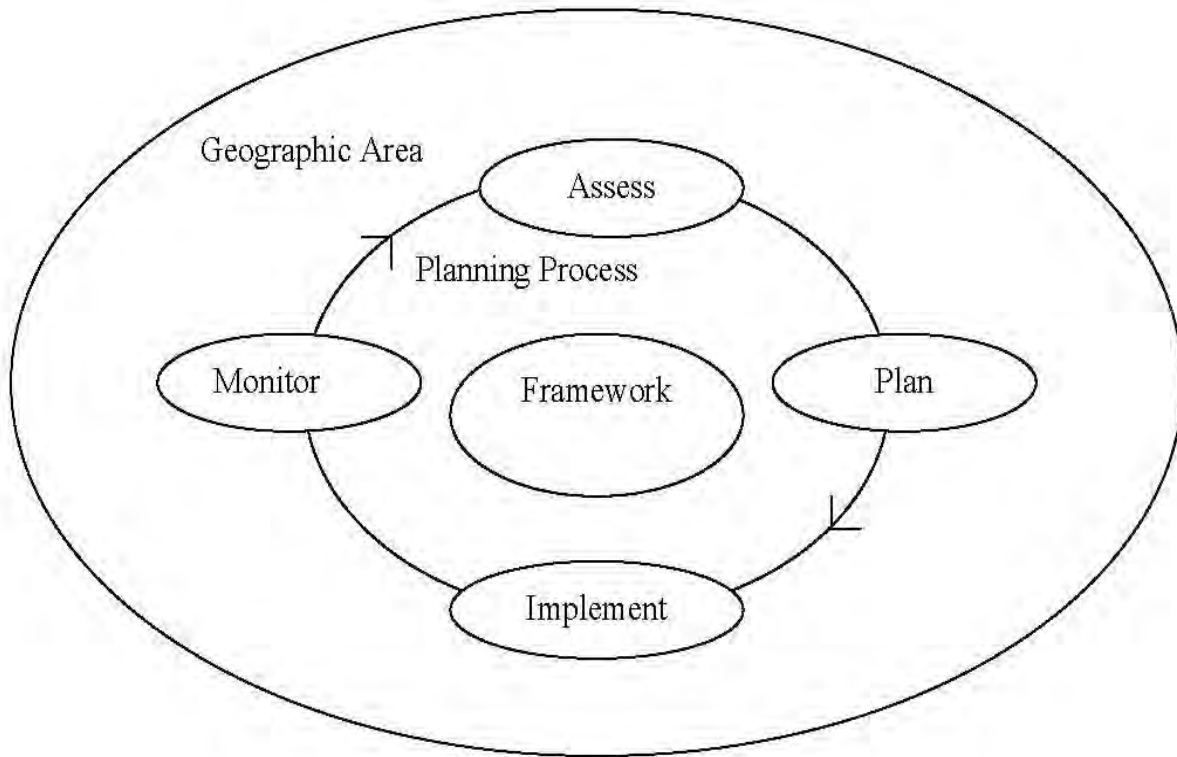 Geographic Area
Assess
Planning Process
Monitor
Framework
Plan
Implement